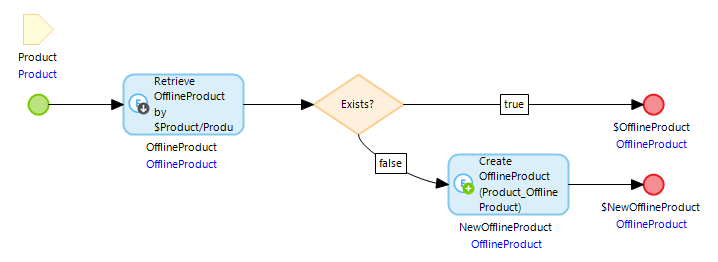 Product
Product
Retrieve
OfflineProduct
by
$Product/Produ
OfflineProduct
OfflineProduct
Exists?
true
false
$OfflineProduct
OfflineProduct
Create
OfflineProduct
(Product_Offline
Product)
NewOfflineProduct
OfflineProduct
$NewOfflineProduct
OfflineProduct